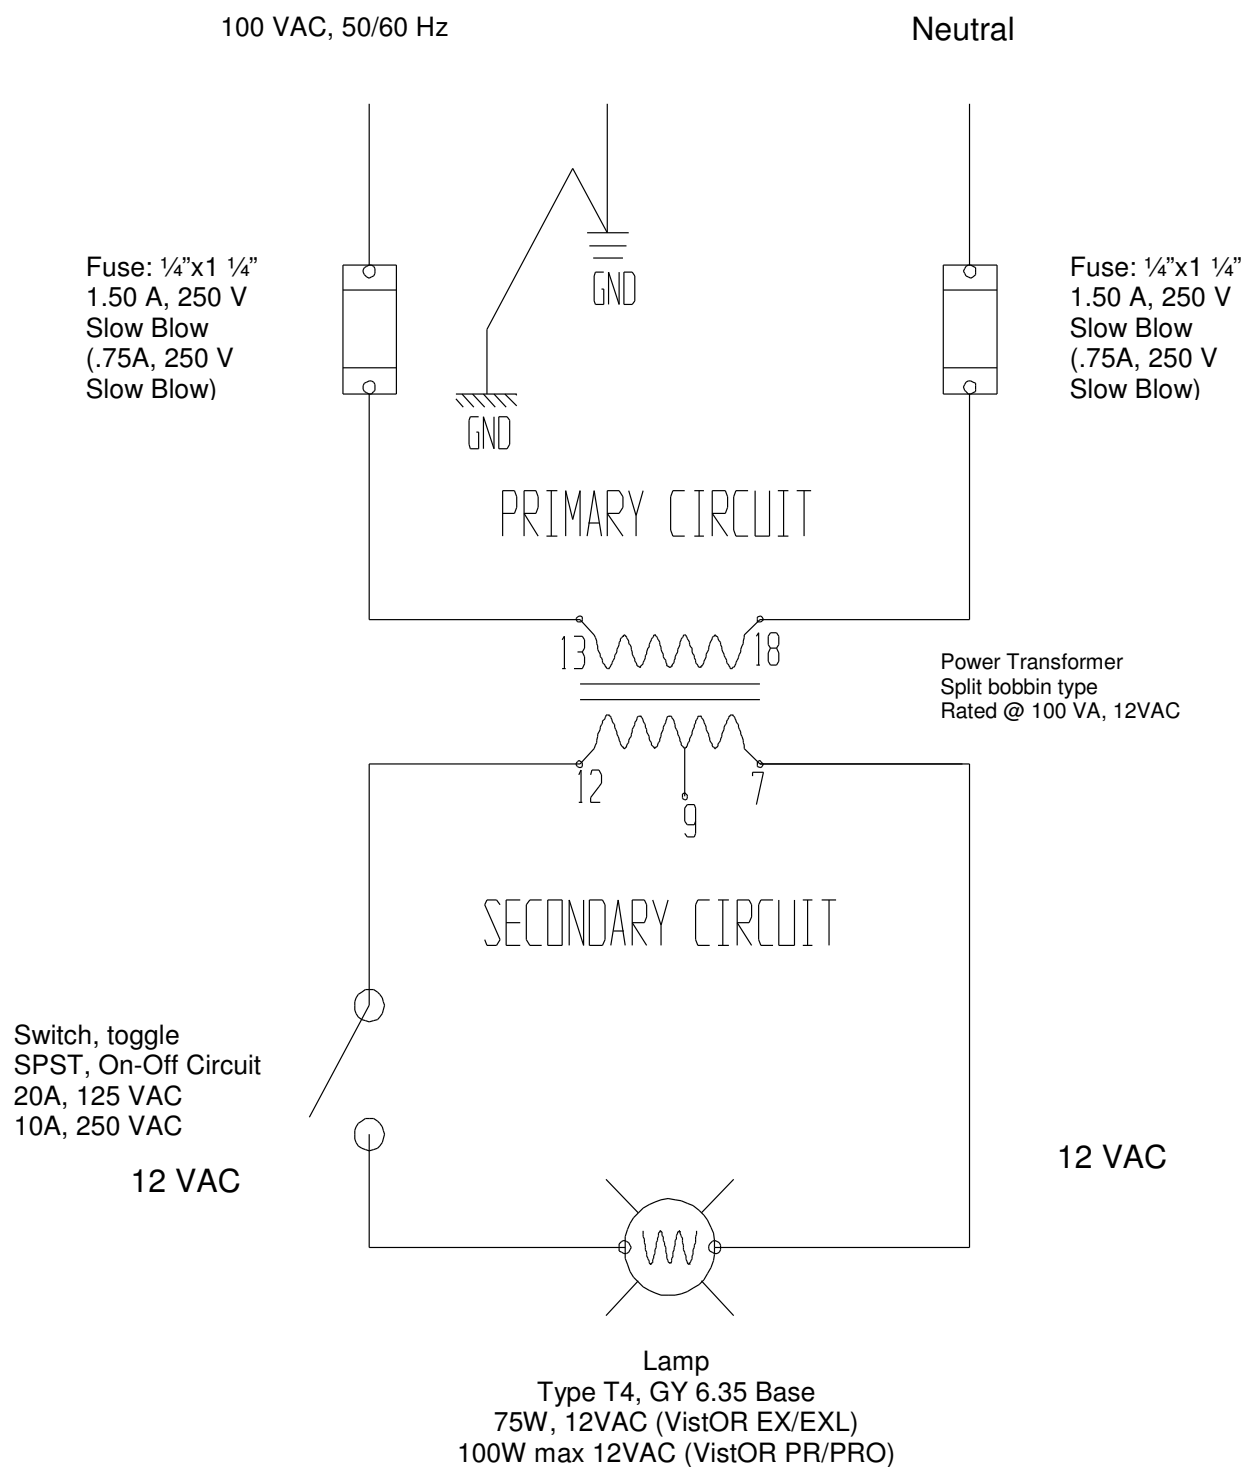 100 VAC, 50/60 Hz
Neutral
Fuse: ¼”x1 ¼”
1.50 A, 250 V
Slow Blow
(.75A, 250 V
Slow Blow)
GND
GND
Fuse: ¼”x1 ¼”
1.50 A, 250 V
Slow Blow
(.75A, 250 V
Slow Blow)
PRIMARY CIRCUIT
13
18
Power Transformer
Split bobbin type
Rated @ 100 VA, 12VAC
12
9
7
SECONDARY CIRCUIT
Switch, toggle
SPST, On-Off Circuit
20A, 125 VAC
10A, 250 VAC
12 VAC
12 VAC
Lamp
Type T4, GY 6.35 Base
75W, 12VAC (VistOR EX/EXL)
100W max 12VAC (VistOR PR/PRO)